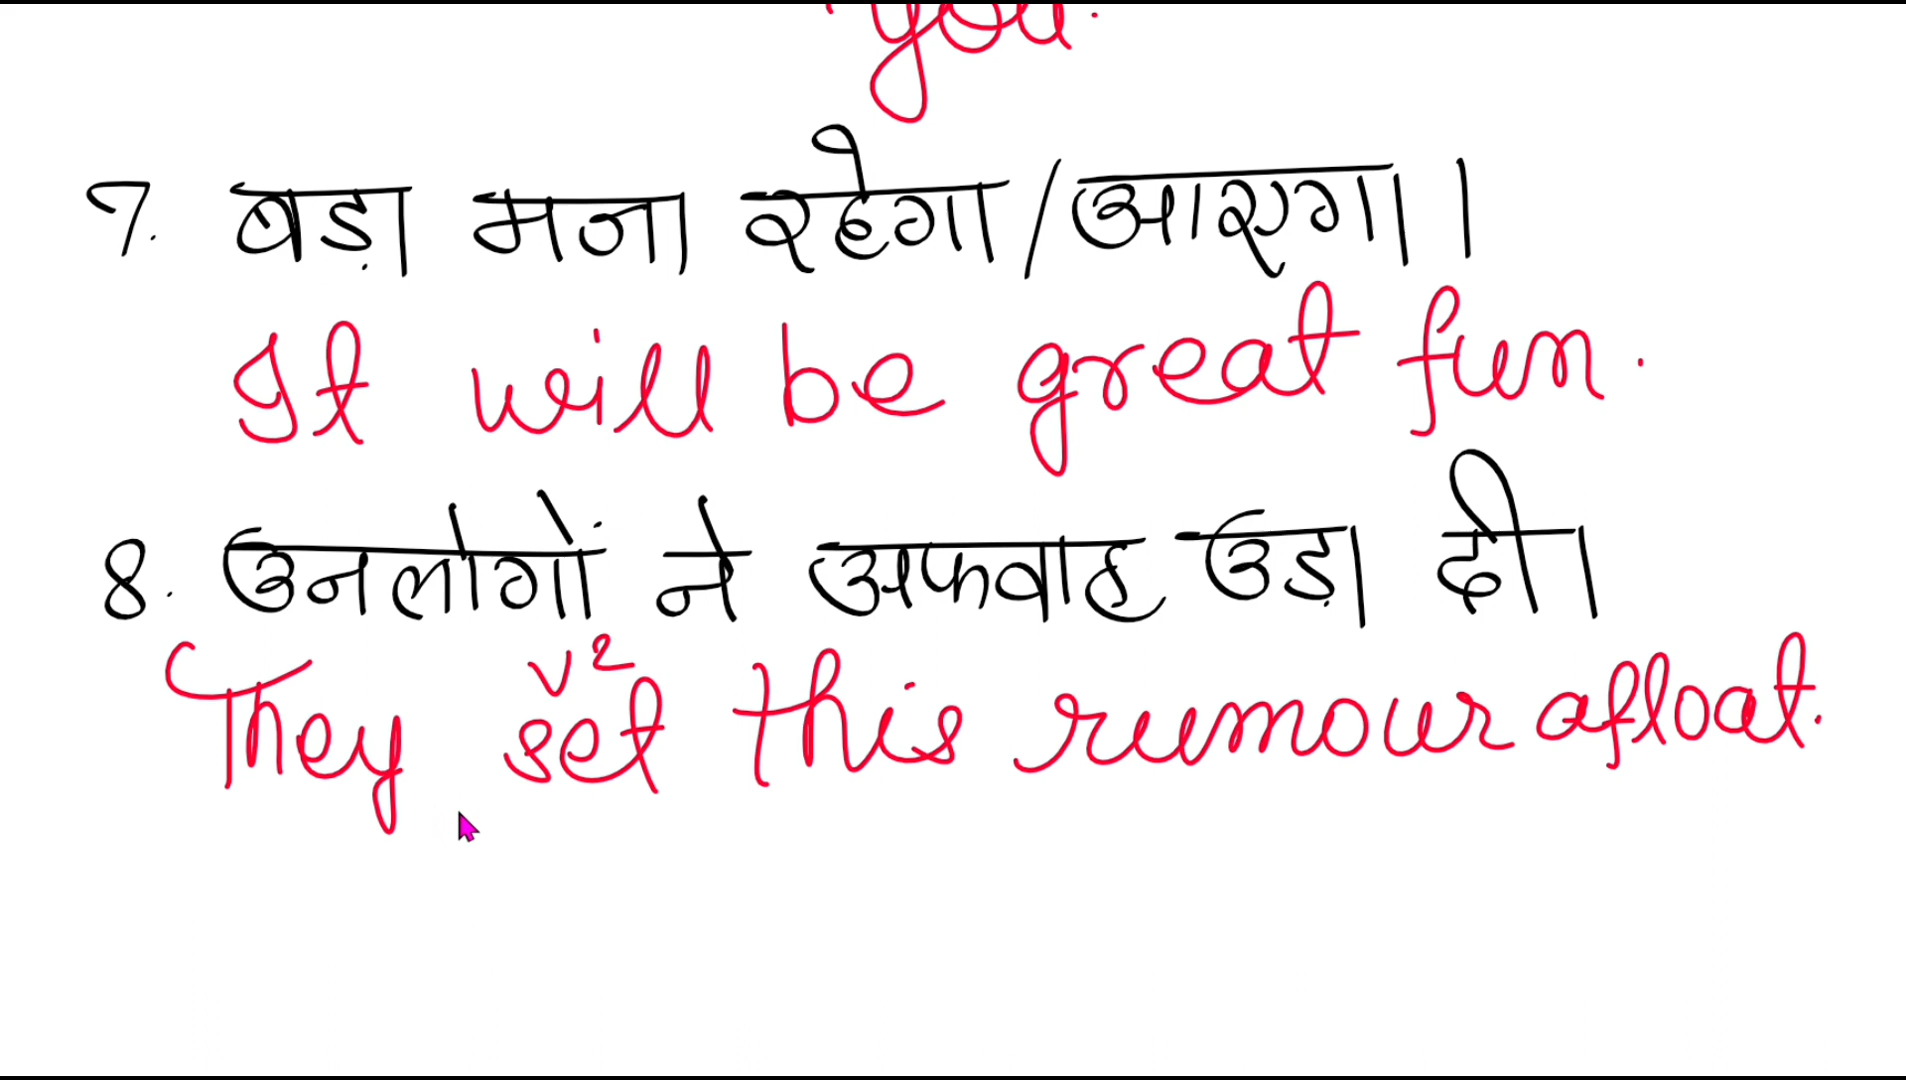 you.
7. बड़ा मजा रहेगा/आएगा।
It will be great fun.
8. उनलोगों ने अफवाह उड़ा दी।
v2
They set this rumour afloat.